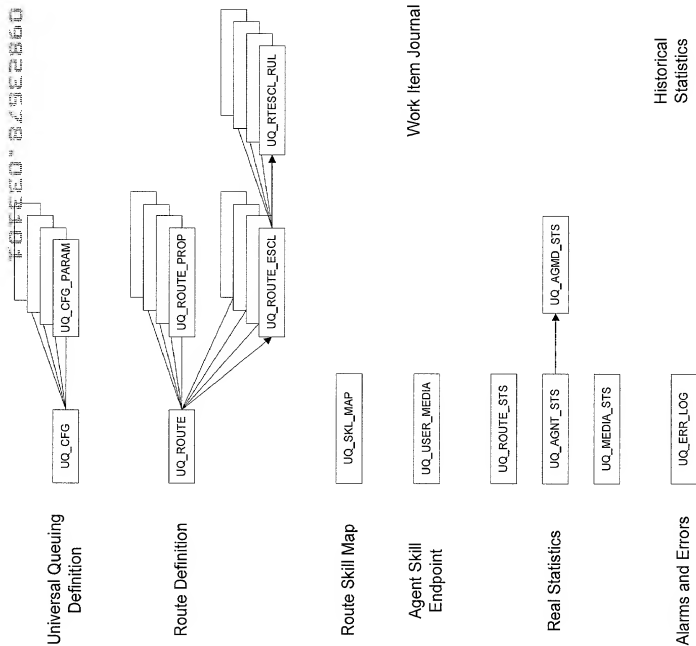 Universal Queuing
Definition
UQ_CFG
UQ_CFG_PARAM
Route Definition
UQ_ROUTE
UQ_ROUTE_PROP
UQ_ROUTE_ESCL
UQ_RTESCL_RUL
Route Skill Map
UQ_SKL_MAP
Agent Skill
Endpoint
UQ_USER_MEDIA
Work Item Journal
Real Statistics
UQ_ROUTE_STS
UQ_AGNT_STS
UQ_AGMD_STS
UQ_MEDIA_STS
Alarms and Errors
UQ_ERR_LOG
Historical
Statistics